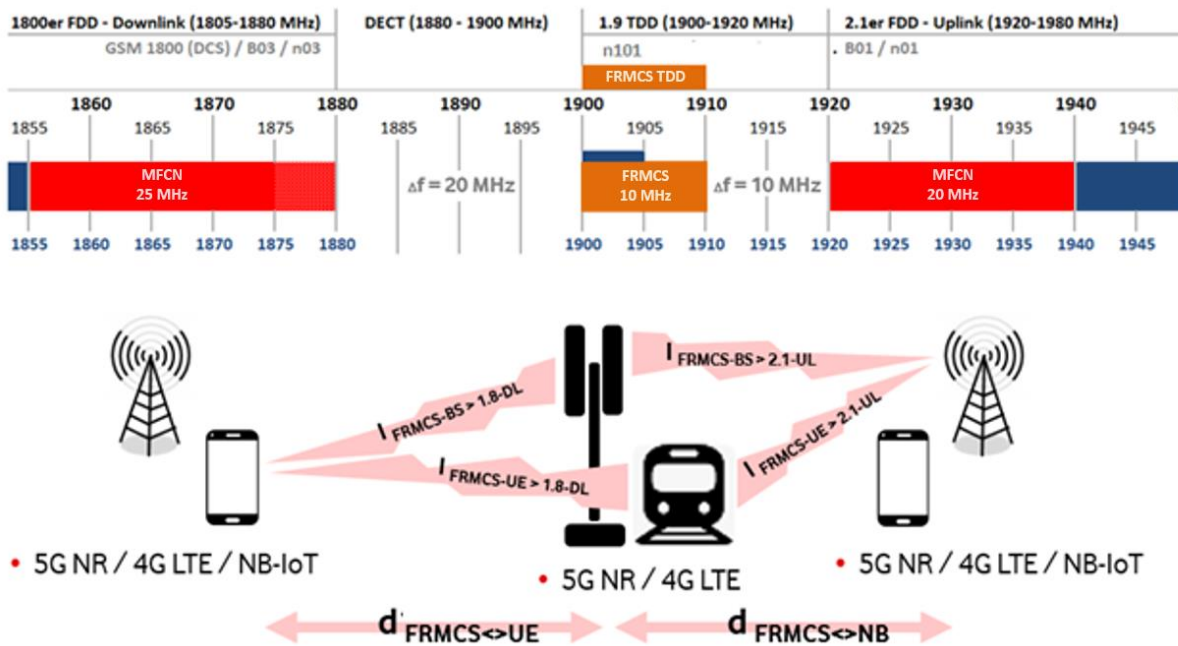 1800er FDD - Downlink (1805-1880 MHz) DECT (1880 - 1900 MHz) 1.9 TDD (1900-1920 MHz) 2.1er FDD - Uplink (1920-1980 MHz)
GSM 1800 (DCS) / B03 / n03 n101 B01 / n01
FRMCS TDD
1860 1870 1880 1890 1900 1910 1920 1930 1940
1855 1865 1875 1885 1895 1905 1915 1925 1935 1945
MFCN FRMCS MFCN
25 MHz Δf = 20 MHz 10 MHz Δf = 10 MHz 20 MHz
1855 1860 1865 1870 1875 1880 1900 1905 1910 1920 1925 1930 1935 1940 1945
I FRMCS-BS > 1.8-DL
I FRMCS-BS > 2.1-UL
I FRMCS-UE > 1.8-DL
I FRMCS-UE > 2.1-UL
• 5G NR / 4G LTE / NB-IoT
• 5G NR / 4G LTE
• 5G NR / 4G LTE / NB-IoT
d FRMCS<>UE
d FRMCS<>NB